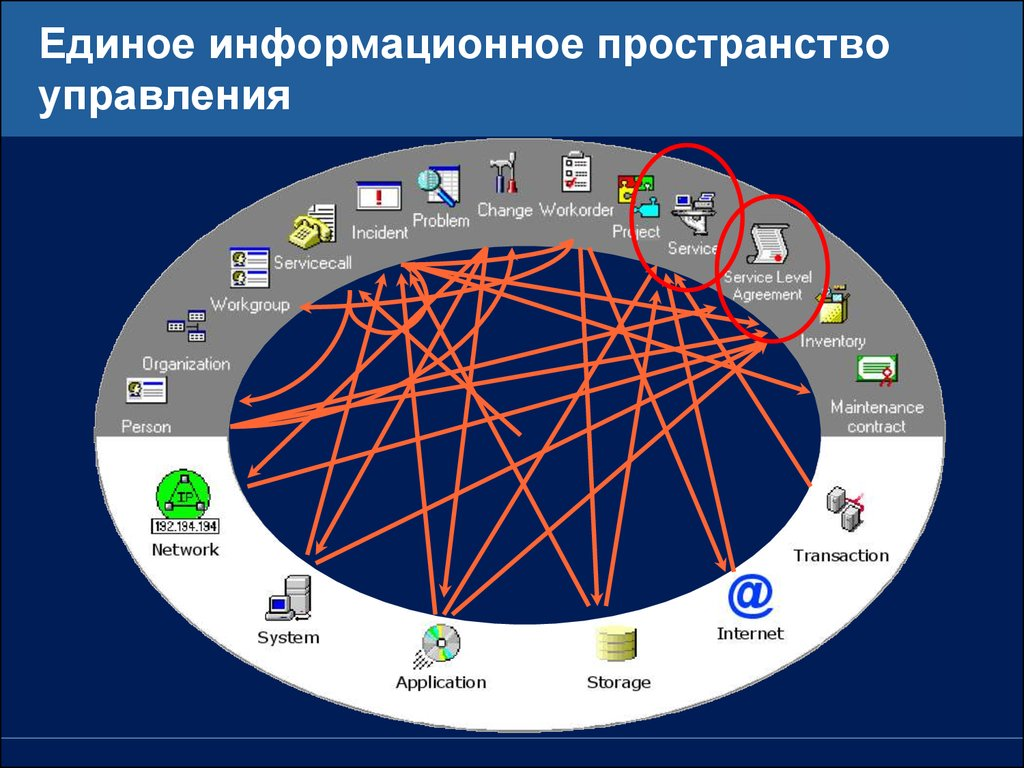 Единое информационное пространство
управления
Change
Workorder
Problem
Incident
Project
Service
Servicecall
Service Level
Agreement
Workgroup
Inventory
Organization
Maintenance
contract
Person
IP
192.194.194
Network
Transaction
System
Internet
@
Application
Storage